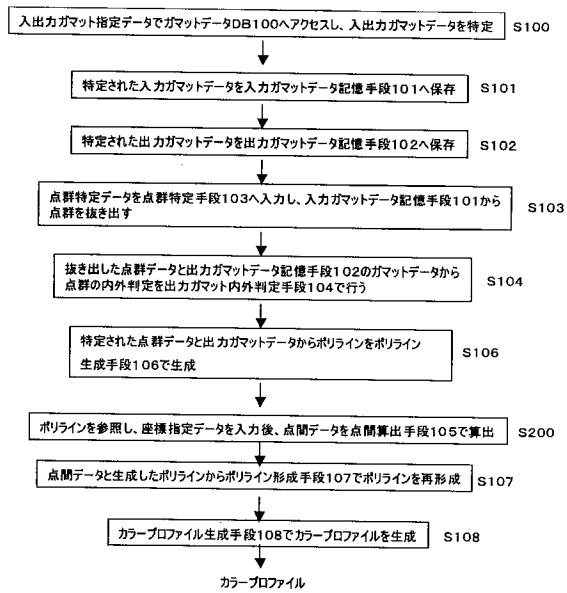 入出力ガマット指定データでガマットデータDB100へアクセスし、入出力ガマットデータを特定
S100
特定された入力ガマットデータを入力ガマットデータ記憶手段101へ保存
S101
特定された出力ガマットデータを出力ガマットデータ記憶手段102へ保存
S102
点群特定データを点群特定手段103へ入力し、入力ガマットデータ記憶手段101から
点群を抜き出す
S103
抜き出した点群データと出力ガマットデータ記憶手段102のガマットデータから
点群の内外判定を出力ガマット内外判定手段104で行う
S104
特定された点群データと出力ガマットデータからポリラインをポリライン
生成手段106で生成
S106
ポリラインを参照し、座標指定データを入力後、点間データを点間算出手段105で算出
S200
点間データと生成したポリラインからポリライン形成手段107でポリラインを再形成
S107
カラープロファイル生成手段108でカラープロファイルを生成
S108
カラープロファイル